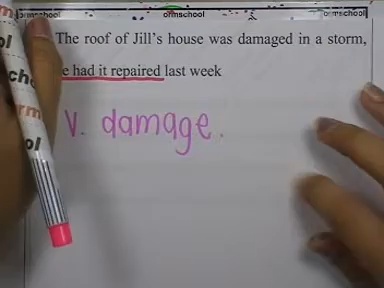 ormschool ormschool ormschool
The roof of Jill's house was damaged in a storm,
e had it repaired last week
v. damage.